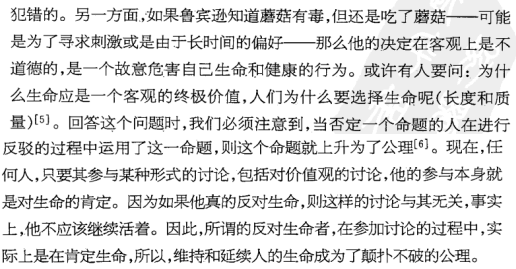 犯错的。另一方面,如果鲁宾逊知道蘑菇有毒,但还是吃了蘑菇——可能
是为了寻求刺激或是由于长时间的偏好——那么他的决定在客观上是不
道德的,是一个故意危害自己生命和健康的行为。或许有人要问:为什
么生命应是一个客观的终极价值,人们为什么要选择生命呢(长度和质
量)[5]。回答这个问题时,我们必须注意到,当否定一个命题的人在进行
反驳的过程中运用了这一命题,则这个命题就上升为了公理[6]。现在,任
何人,只要其参与某种形式的讨论,包括对价值观的讨论,他的参与本身就
是对生命的肯定。因为如果他真的反对生命,则这样的讨论与其无关,事实
上,他不应该继续活着。因此,所谓的反对生命者,在参加讨论的过程中,实
际上是在肯定生命,所以,维持和延续人的生命成为了颠扑不破的公理。